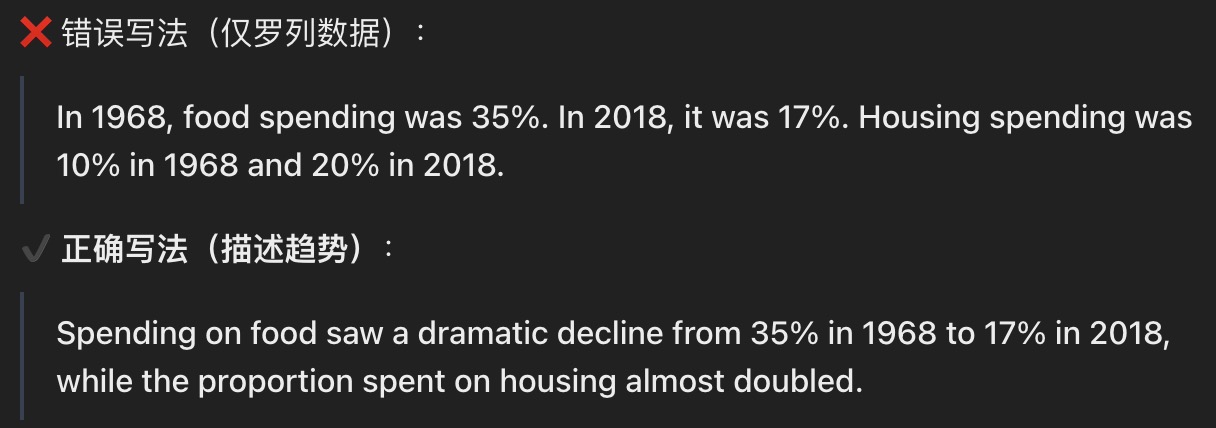 ❌ 错误写法（仅罗列数据）：
In 1968, food spending was 35%. In 2018, it was 17%. Housing spending was
10% in 1968 and 20% in 2018.
✔ 正确写法（描述趋势）：
Spending on food saw a dramatic decline from 35% in 1968 to 17% in 2018,
while the proportion spent on housing almost doubled.